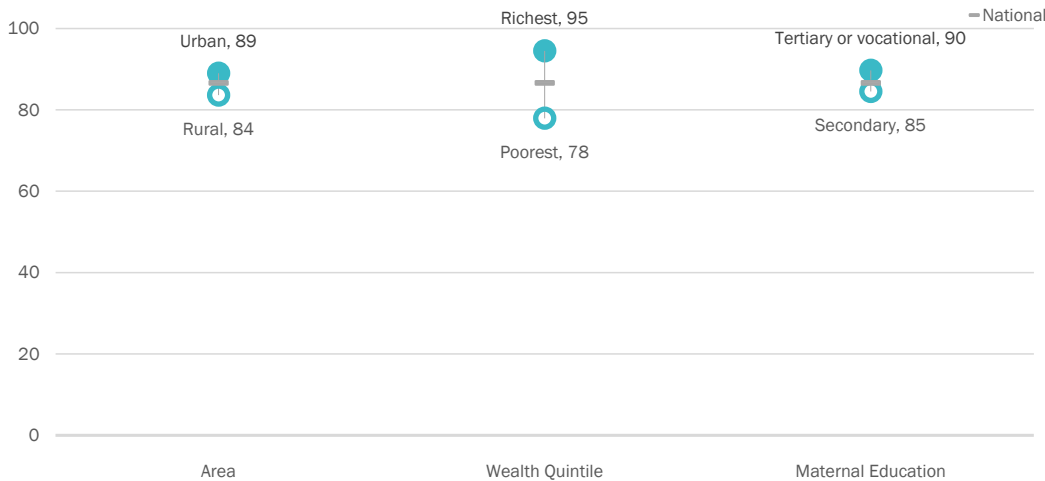 National
Richest, 95
Urban, 89
Tertiary or vocational, 90
Rural, 84
Secondary, 85
Poorest, 78
100
80
60
40
20
0
Area
Wealth Quintile
Maternal Education